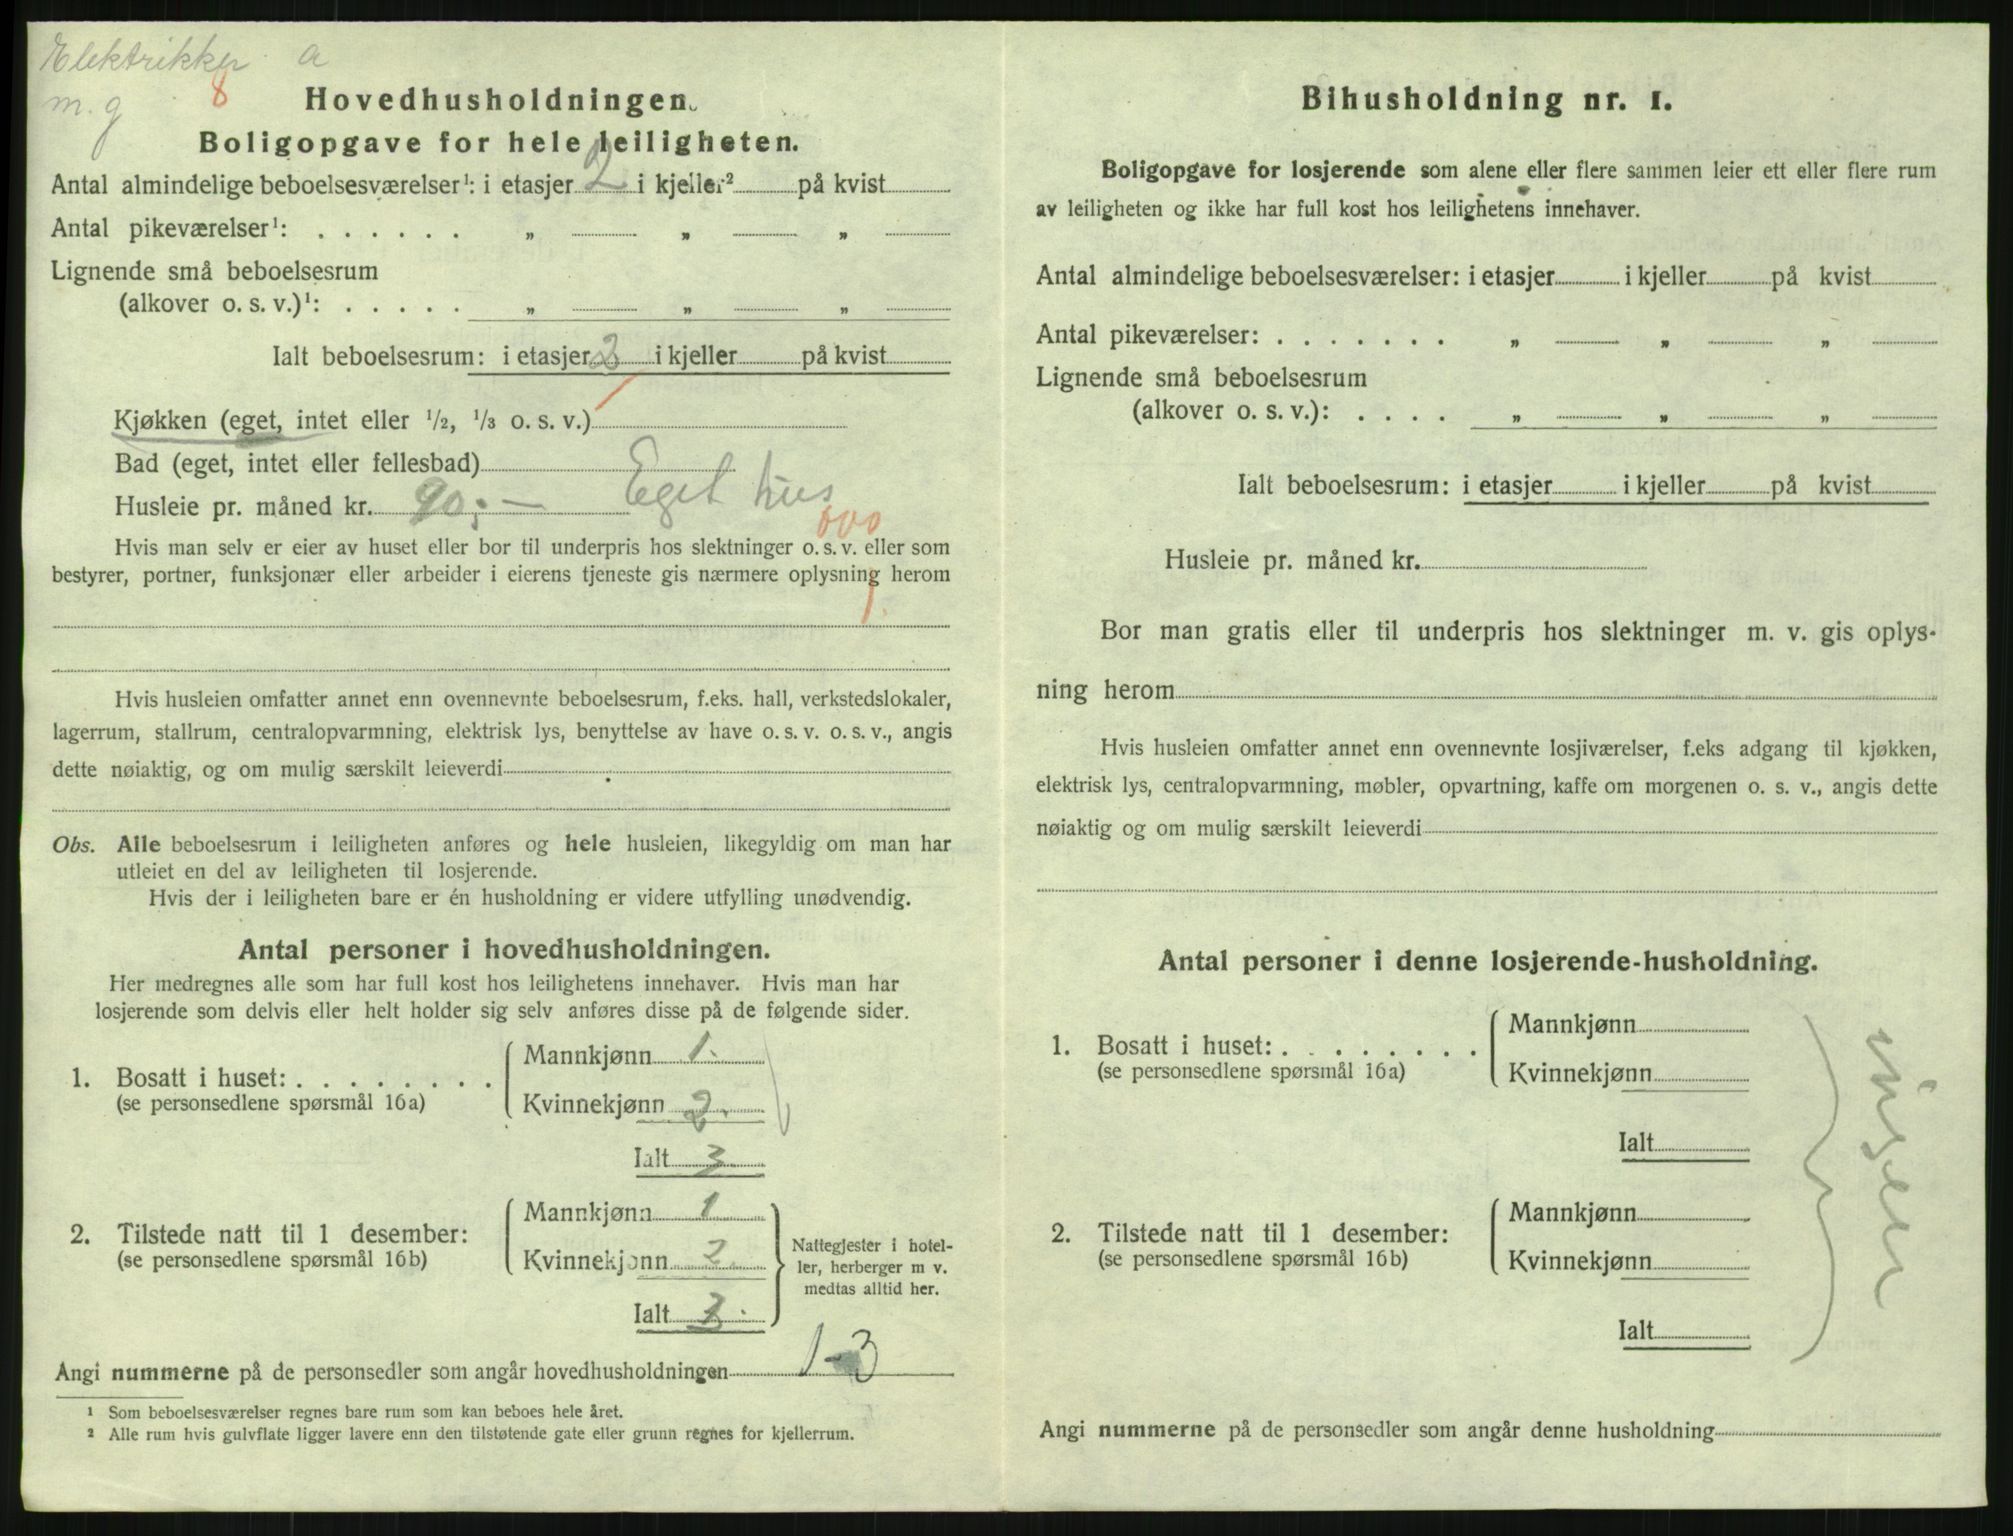 Elektrikker a
m. g 8
Hovedhusholdningen.
Boligopgave for hele leiligheten.
Antal almindelige beboelsesværelser¹: i etasjer 2 i kjeller² på kvist
Antal pikeværelser¹: . . . . . . „ „ „
Lignende små beboelsesrum
(alkover o. s. v.)¹: . . . . . „ „ „
Ialt beboelsesrum: i etasjer 2 i kjeller på kvist
Kjøkken (eget, intet eller 1/2, 1/3 o. s. v.)
Bad (eget, intet eller fellesbad)
Husleie pr. måned kr. 90,- Eget hus
000
Hvis man selv er eier av huset eller bor til underpris hos slektninger o. s. v. eller som
bestyrer, portner, funksjonær eller arbeider i eierens tjeneste gis nærmere oplysning herom
1.
Hvis husleien omfatter annet enn ovennevnte beboelsesrum, f.eks. hall, verkstedslokaler,
lagerrum, stallrum, centralopvarmning, elektrisk lys, benyttelse av have o. s. v. o. s. v., angis
dette nøiaktig, og om mulig særskilt leieverdi
Obs. Alle beboelsesrum i leiligheten anføres og hele husleien, likegyldig om man har
utleiet en del av leiligheten til losjerende.
Hvis der i leiligheten bare er én husholdning er videre utfylling unødvendig.
Antal personer i hovedhusholdningen.
Her medregnes alle som har full kost hos leilighetens innehaver. Hvis man har
losjerende som delvis eller helt holder sig selv anføres disse på de følgende sider.
1. Bosatt i huset: . . . . . . . .
(se personsedlene spørsmål 16a)
Mannkjønn 1.
Kvinnekjønn 2.
Ialt 3
2. Tilstede natt til 1 desember:
(se personsedlene spørsmål 16b)
Mannkjønn 1
Kvinnekjønn 2.
Ialt 3.
Nattegjester i hotel-
ler, herberger m v.
medtas alltid her.
Angi nummerne på de personsedler som angår hovedhusholdningen 1-3
¹ Som beboelsesværelser regnes bare rum som kan beboes hele året.
² Alle rum hvis gulvflate ligger lavere enn den tilstøtende gate eller grunn regnes for kjellerrum.
Bihusholdning nr. 1.
Boligopgave for losjerende som alene eller flere sammen leier ett eller flere rum
av leiligheten og ikke har full kost hos leilighetens innehaver.
Antal almindelige beboelsesværelser: i etasjer i kjeller på kvist
Antal pikeværelser: . . . . . . . „ „ „
Lignende små beboelsesrum
(alkover o. s. v.): . . . . „ „ „
Ialt beboelsesrum: i etasjer i kjeller på kvist
Husleie pr. måned kr.
Bor man gratis eller til underpris hos slektninger m. v. gis oplys-
ning herom
Hvis husleien omfatter annet enn ovennevnte losjiværelser, f.eks adgang til kjøkken,
elektrisk lys, centralopvarmning, møbler, opvartning, kaffe om morgenen o. s. v., angis dette
nøiaktig og om mulig særskilt leieverdi
Antal personer i denne losjerende-husholdning.
1. Bosatt i huset: . . . . . . . .
(se personsedlene spørsmål 16a)
Mannkjønn
Kvinnekjønn
Ialt
2. Tilstede natt til 1 desember:
(se personsedlene spørsmål 16b)
Mannkjønn
Kvinnekjønn
Ialt
Angi nummerne på de personsedler som angår denne husholdning